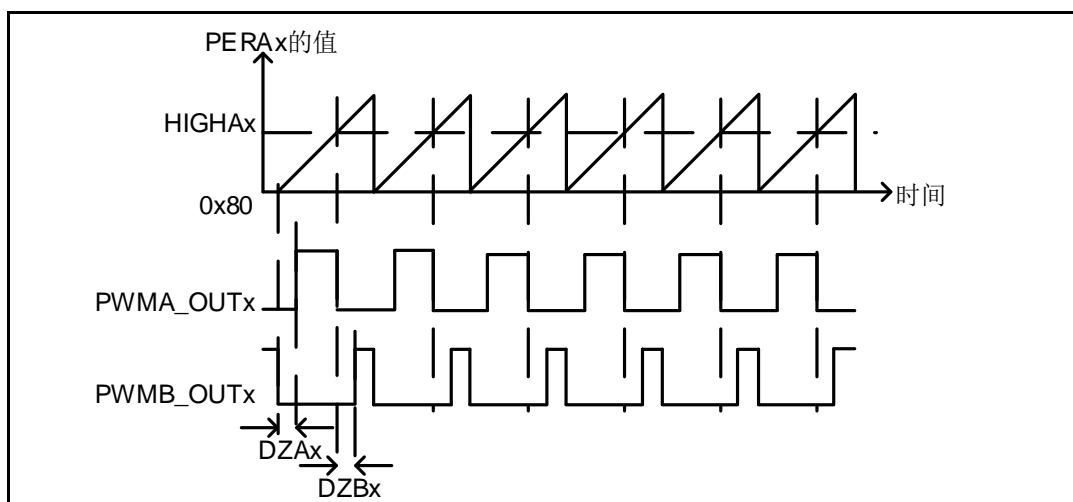 PERAx的值
HIGHAx
0x80
时间
PWMA_OUTx
PWMB_OUTx
DZAx
DZBx